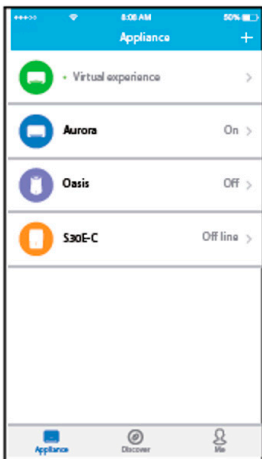 8:08 AM 50%
Appliance +
• Virtual experience
Aurora On
Oasis Off
S30E-C Off line
Appliance Discover Me